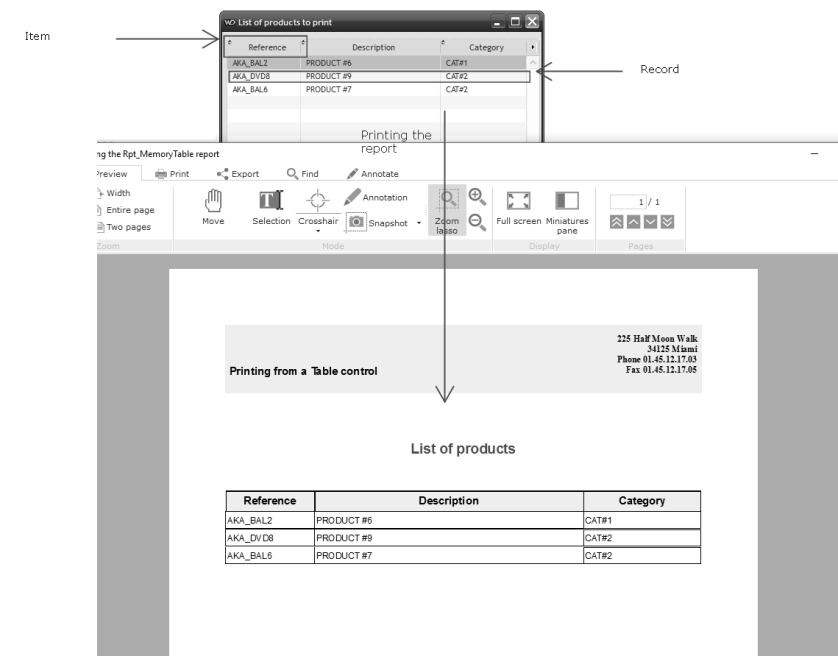 WD List of products to print
Item
Reference Description Category
AKA_BAL2 PRODUCT #6 CAT#1
AKA_DVD8 PRODUCT #9 CAT#2
Record
AKA_BAL6 PRODUCT #7 CAT#2
Printing the
report
ng the Rpt_MemoryTable report
Preview Print Export Find Annotate
Width
Entire page
Two pages
Zoom
Move
Selection
Crosshair
Annotation
Snapshot
Mode
Zoom
lasso
Full screen
Miniatures
pane
Display
1 / 1
Pages
225 Half Moon Walk
34125 Miami
Phone 01.45.12.17.03
Fax 01.45.12.17.05
Printing from a Table control
List of products
Reference Description Category
AKA_BAL2 PRODUCT #6 CAT#1
AKA_DVD8 PRODUCT #9 CAT#2
AKA_BAL6 PRODUCT #7 CAT#2